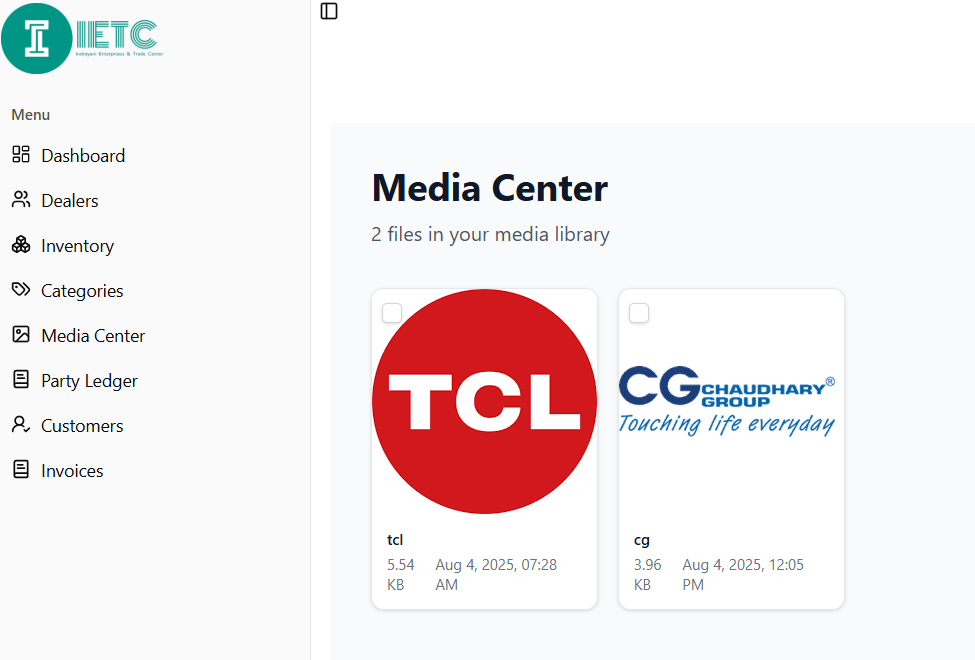 IETC
Indrayani Enterprises & Trade Center
Menu
Dashboard
Dealers
Inventory
Categories
Media Center
Party Ledger
Customers
Invoices
Media Center
2 files in your media library
TCL
tcl
5.54 KB
Aug 4, 2025, 07:28 AM
CG CHAUDHARY GROUP®
Touching life everyday
cg
3.96 KB
Aug 4, 2025, 12:05 PM